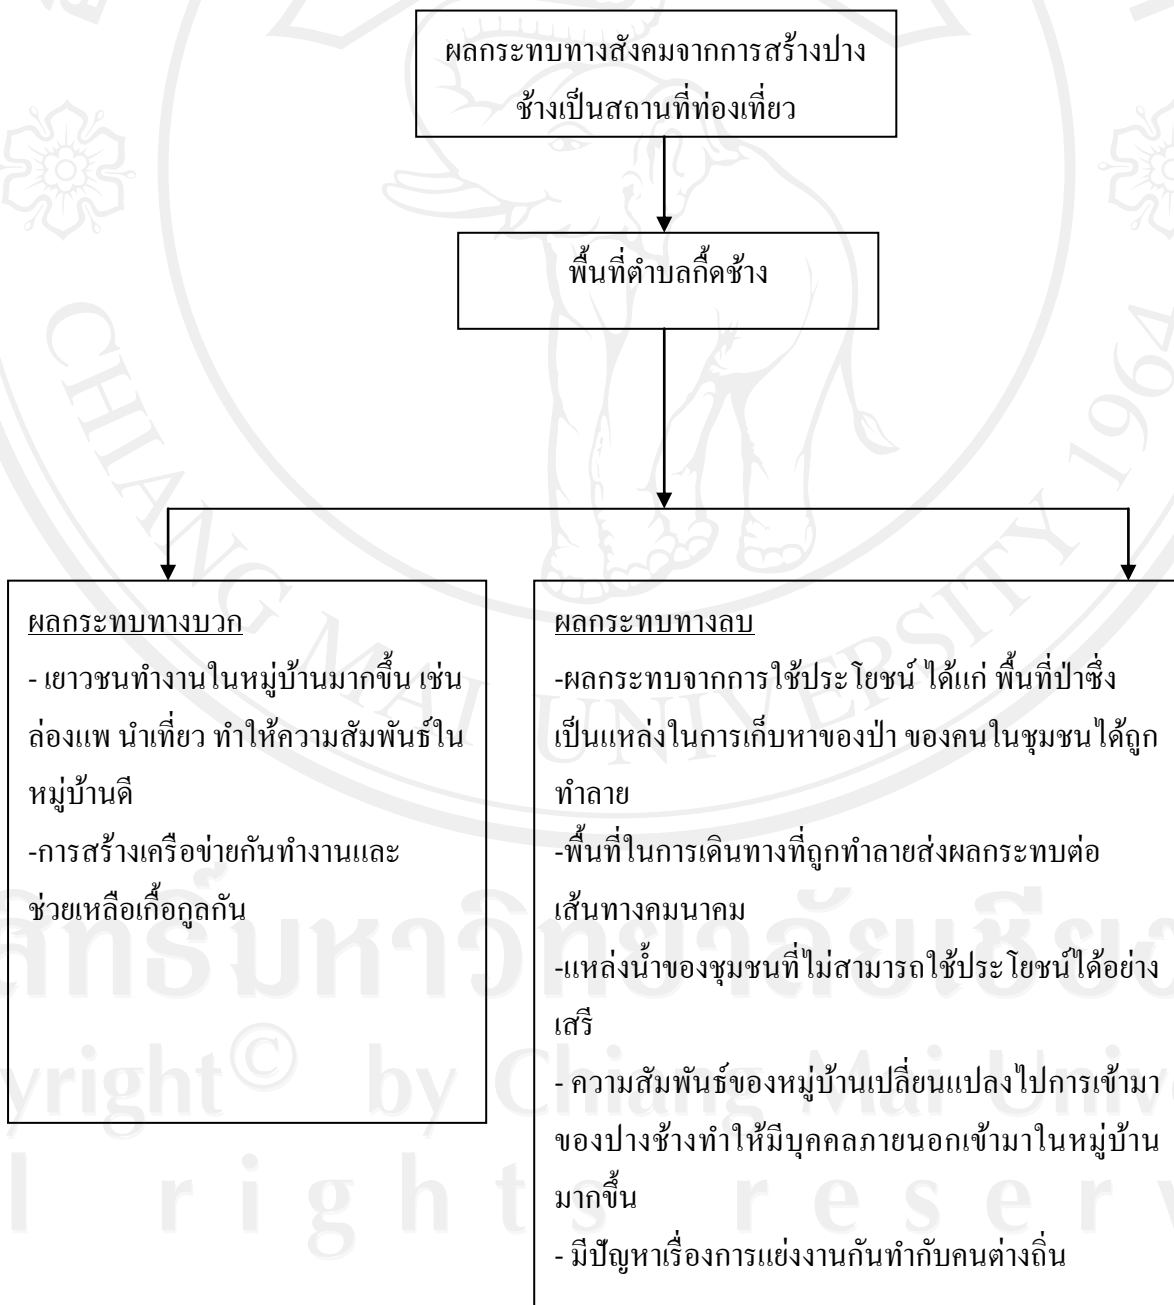 ผลกระทบทางสังคมจากการสร้างปาง
ช้างเป็นสถานที่ท่องเที่ยว
พื้นที่ตำบลกื้ดช้าง
ผลกระทบทางบวก
- เยาวชนทำงานในหมู่บ้านมากขึ้น เช่น
ล่องแพ นำเที่ยว ทำให้ความสัมพันธ์ใน
หมู่บ้านดี
-การสร้างเครือข่ายกันทำงานและ
ช่วยเหลือเกื้อกูลกัน
ผลกระทบทางลบ
-ผลกระทบจากการใช้ประโยชน์ ได้แก่ พื้นที่ป่าซึ่ง
เป็นแหล่งในการเก็บหาของป่า ของคนในชุมชนได้ถูก
ทำลาย
-พื้นที่ในการเดินทางที่ถูกทำลายส่งผลกระทบต่อ
เส้นทางคมนาคม
-แหล่งน้ำของชุมชนที่ไม่สามารถใช้ประโยชน์ได้อย่าง
เสรี
- ความสัมพันธ์ของหมู่บ้านเปลี่ยนแปลงไปการเข้ามา
ของปางช้างทำให้มีบุคคลภายนอกเข้ามาในหมู่บ้าน
มากขึ้น
- มีปัญหาเรื่องการแย่งงานกันทำกับคนต่างถิ่น
CHIANG MAI UNIVERSITY 1964
by Chiang Mai
rights